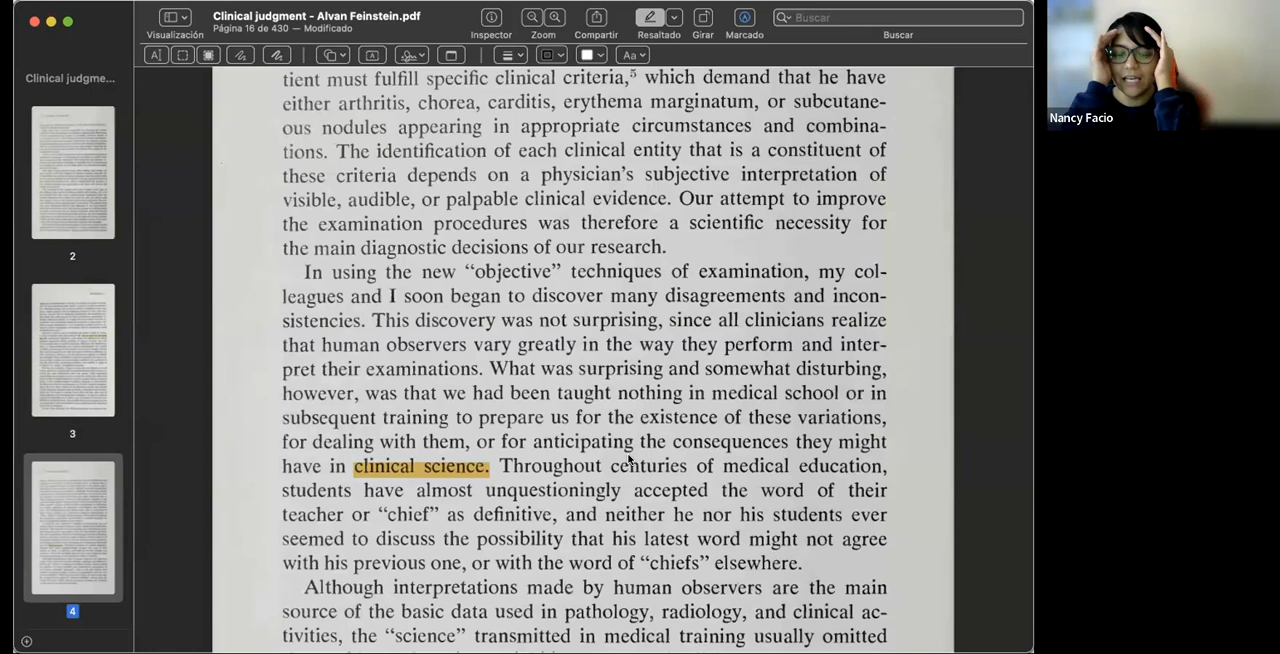 Clinical judgment - Alvan Feinstein.pdf
Página 16 de 430 — Modificado
Visualización
Inspector
Zoom
Compartir
Resaltado
Girar
Marcado
Buscar
Buscar
Aa
Clinical judgme...
2
3
4
tient must fulfill specific clinical criteria,⁵ which demand that he have
either arthritis, chorea, carditis, erythema marginatum, or subcutane-
ous nodules appearing in appropriate circumstances and combina-
tions. The identification of each clinical entity that is a constituent of
these criteria depends on a physician's subjective interpretation of
visible, audible, or palpable clinical evidence. Our attempt to improve
the examination procedures was therefore a scientific necessity for
the main diagnostic decisions of our research.
In using the new “objective” techniques of examination, my col-
leagues and I soon began to discover many disagreements and incon-
sistencies. This discovery was not surprising, since all clinicians realize
that human observers vary greatly in the way they perform and inter-
pret their examinations. What was surprising and somewhat disturbing,
however, was that we had been taught nothing in medical school or in
subsequent training to prepare us for the existence of these variations,
for dealing with them, or for anticipating the consequences they might
have in clinical science. Throughout centuries of medical education,
students have almost unquestioningly accepted the word of their
teacher or “chief” as definitive, and neither he nor his students ever
seemed to discuss the possibility that his latest word might not agree
with his previous one, or with the word of “chiefs” elsewhere.
Although interpretations made by human observers are the main
source of the basic data used in pathology, radiology, and clinical ac-
tivities, the “science” transmitted in medical training usually omitted
Nancy Facio